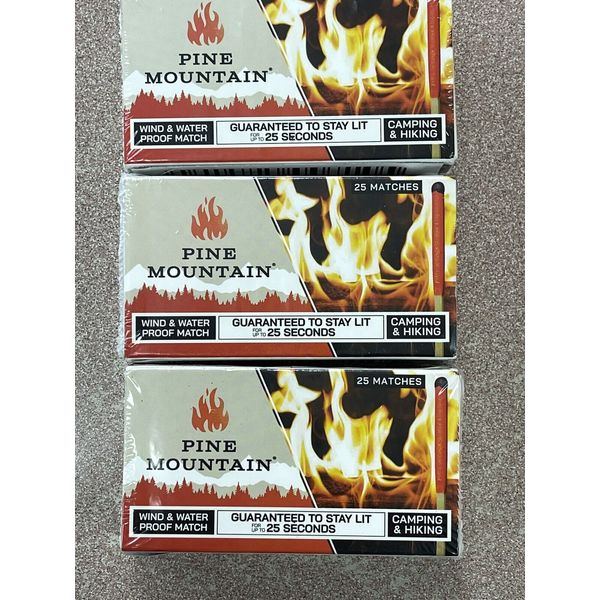 PINE
MOUNTAIN®
WIND & WATER
PROOF MATCH
GUARANTEED TO STAY LIT
FOR UP TO 25 SECONDS
CAMPING
& HIKING
25 MATCHES
PINE
MOUNTAIN®
WIND & WATER
PROOF MATCH
GUARANTEED TO STAY LIT
FOR UP TO 25 SECONDS
CAMPING
& HIKING
25 MATCHES
PINE
MOUNTAIN®
WIND & WATER
PROOF MATCH
GUARANTEED TO STAY LIT
FOR UP TO 25 SECONDS
CAMPING
& HIKING